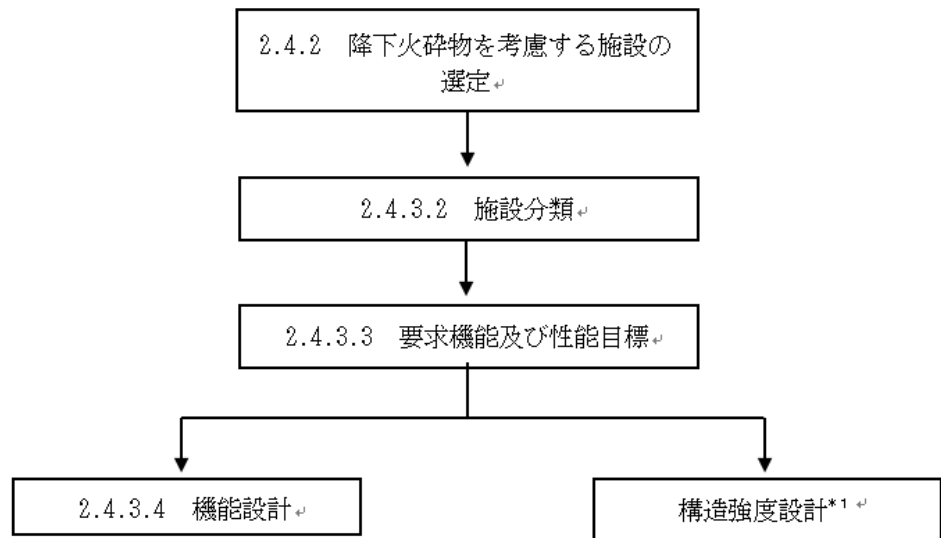 2.4.2 降下火砕物を考慮する施設の
選定↵
2.4.3.2 施設分類↵
2.4.3.3 要求機能及び性能目標↵
2.4.3.4 機能設計↵
構造強度設計*1 ↵